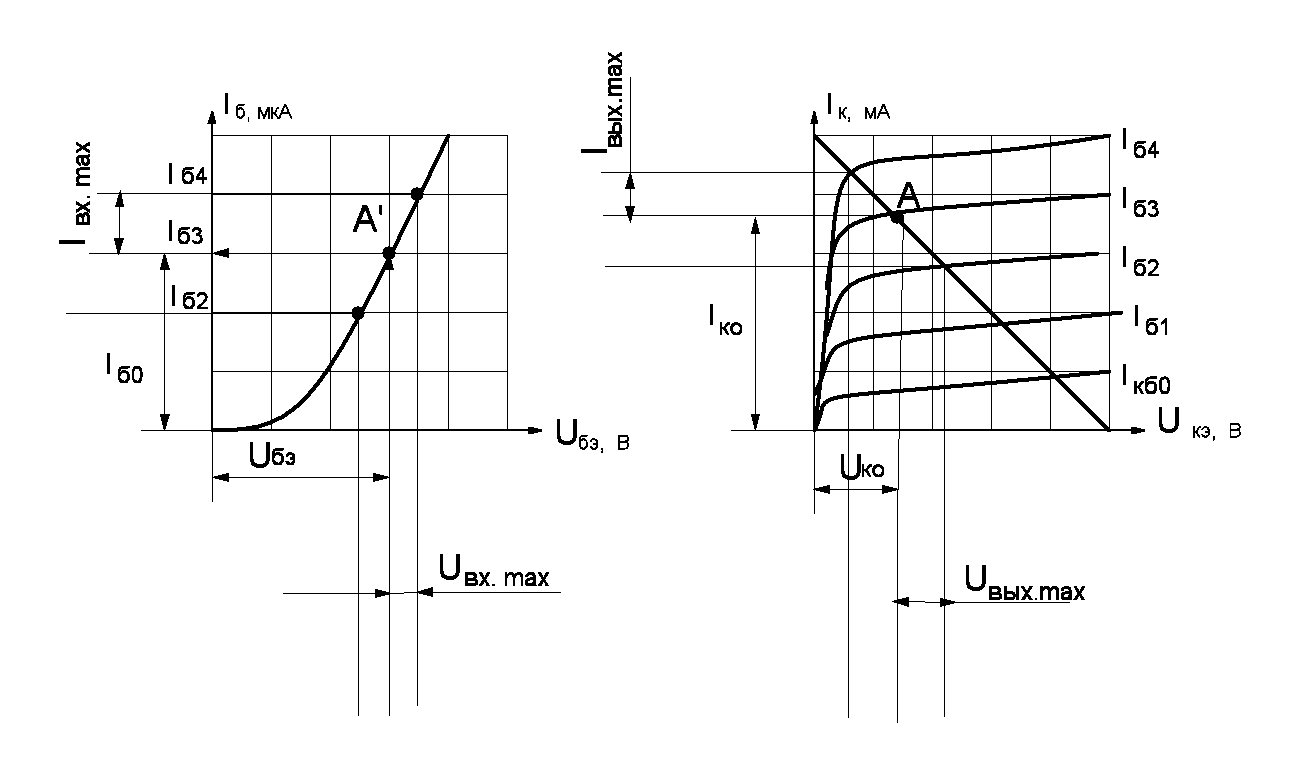 I б, мкА
I вх. max
I б4
A'
I б3
I б2
I б0
U бэ, В
Uбэ
U вх. max
I вых.max
I к, мА
I б4
A
I б3
I б2
I ко
I б1
I кб0
U кэ, В
Uко
U вых.max